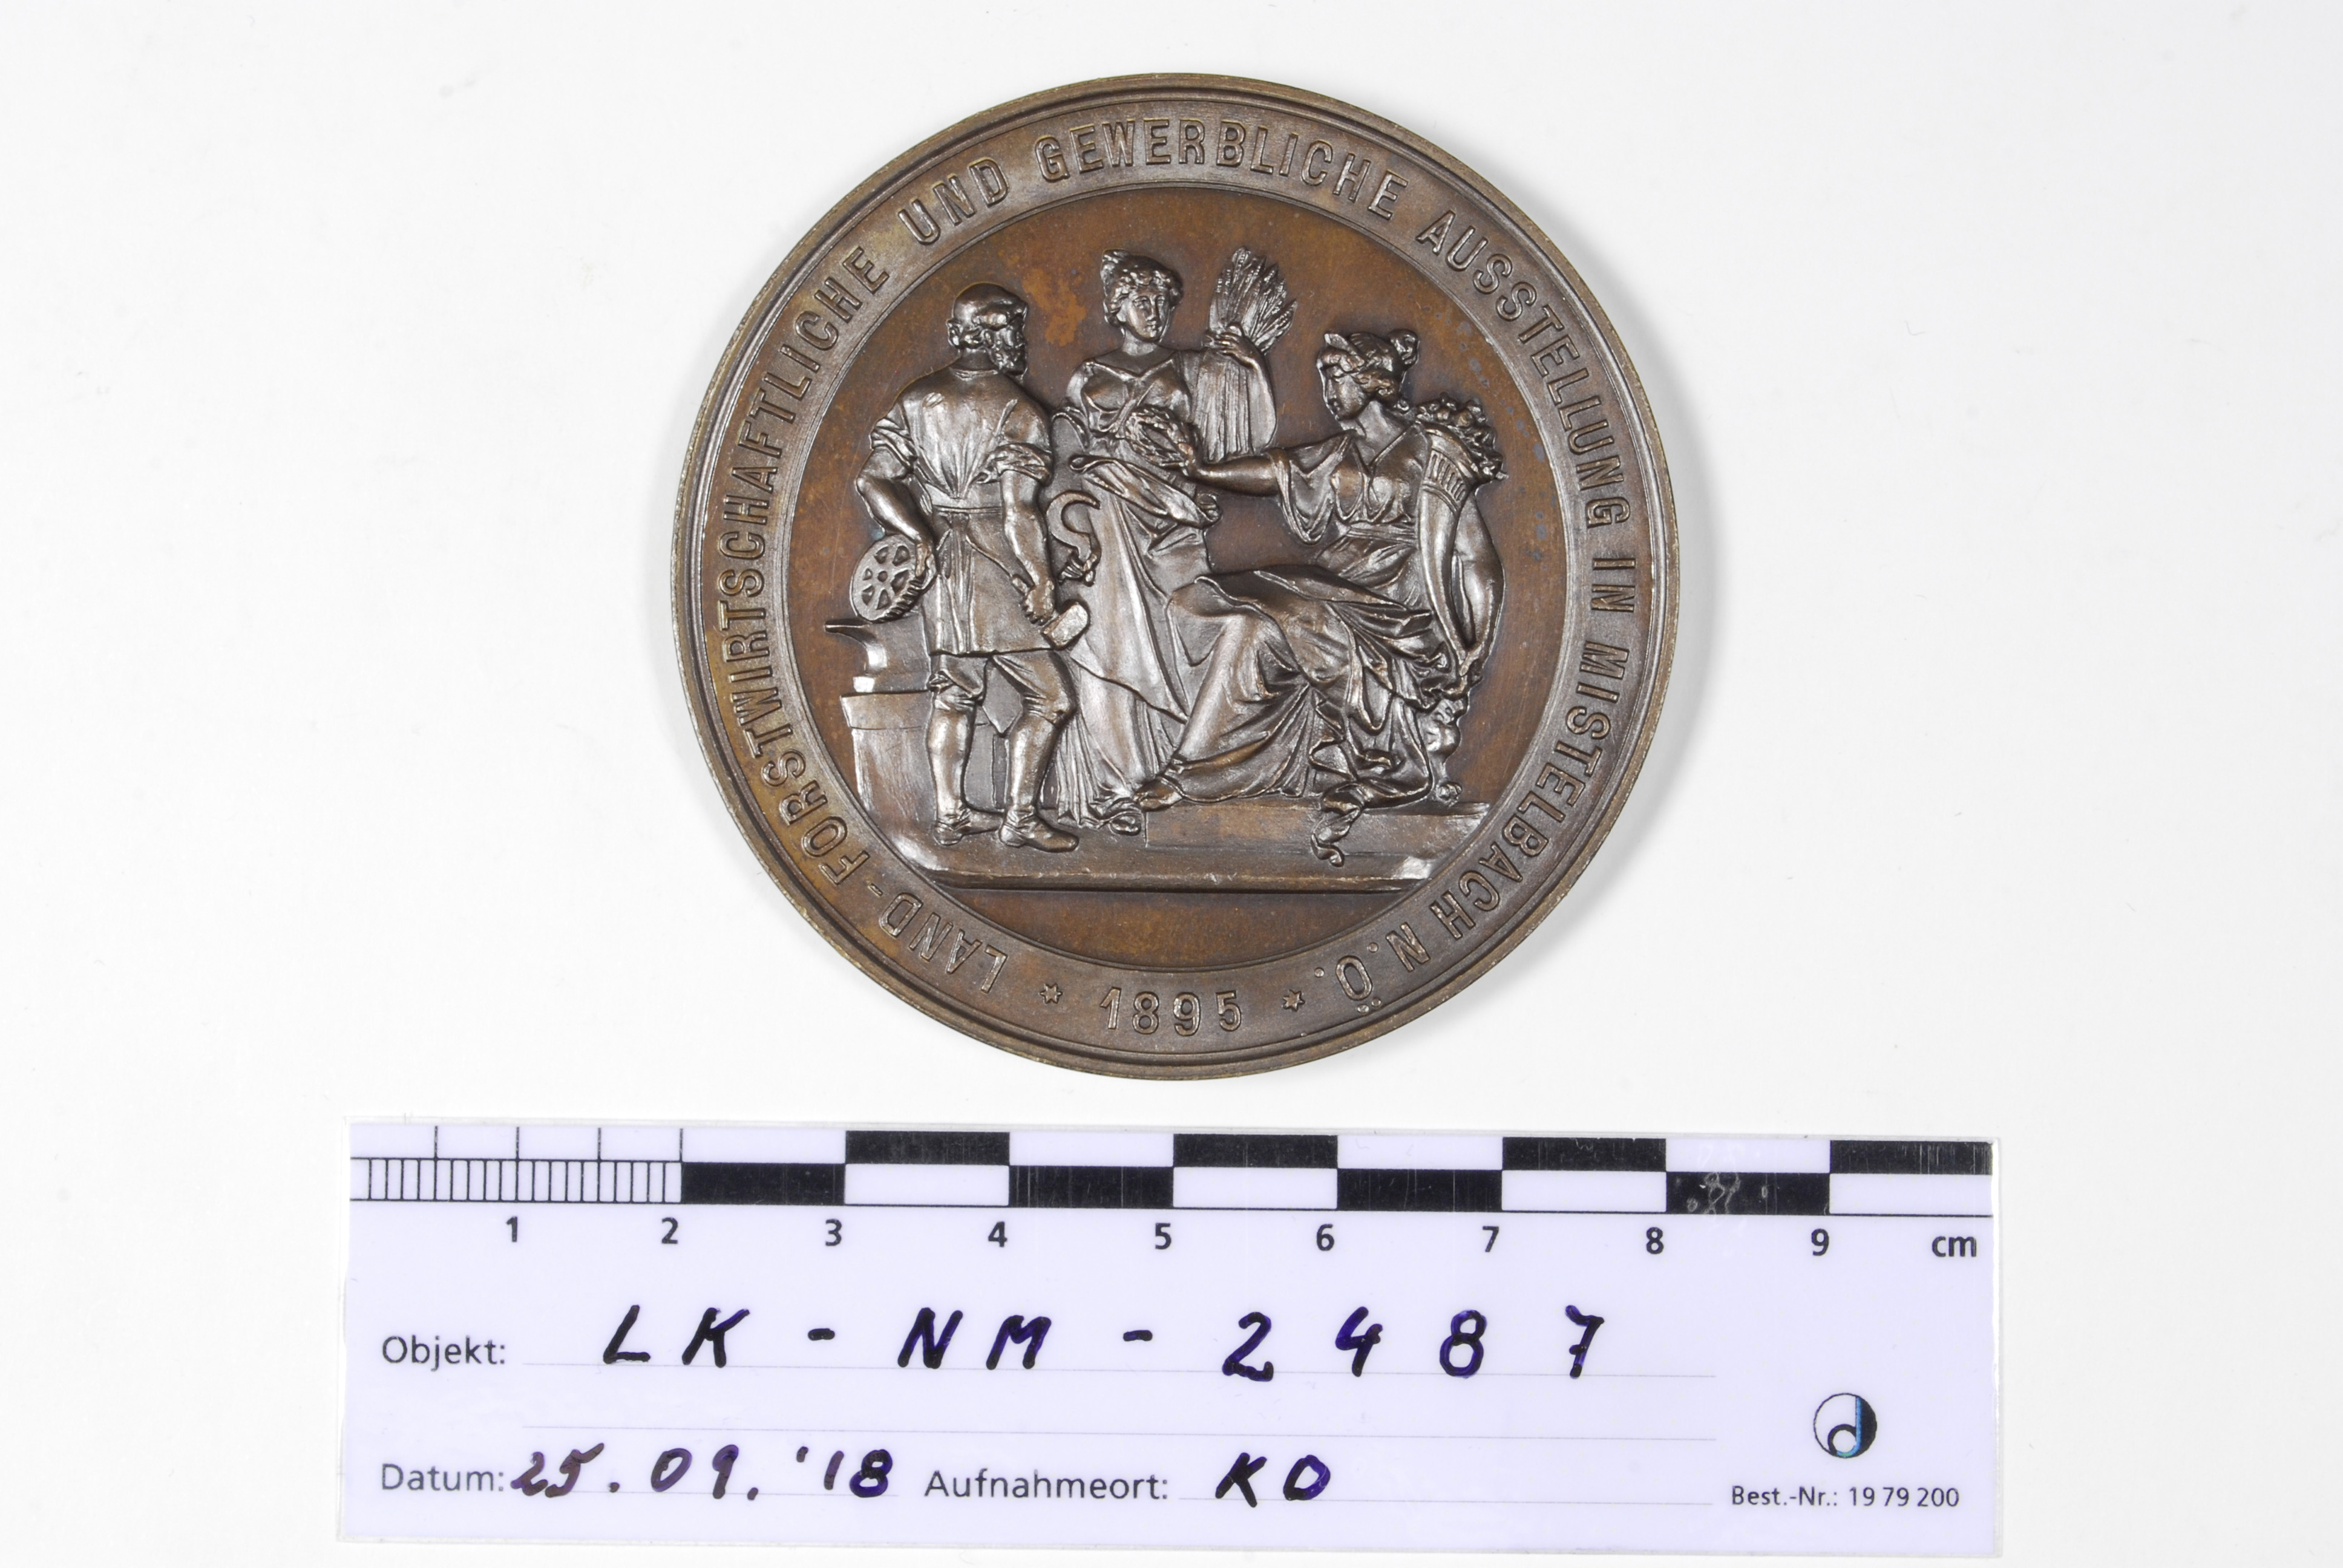 LAND-FORSTWIRTSCHAFTLICHE UND GEWERBLICHE AUSSTELLUNG IN MISTELBACH N.Ö.
* 1895 *
1 2 3 4 5 6 7 8 9 cm
Objekt: LK-NM-2487
Datum: 25.09.'18 Aufnahmeort: KO
Best.-Nr.: 19 79 200